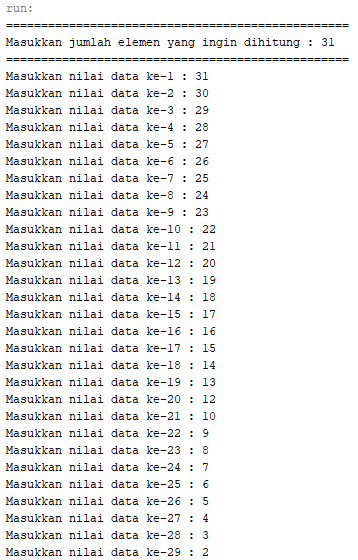 run:
=================================================
Masukkan jumlah elemen yang ingin dihitung : 31
=================================================
Masukkan nilai data ke-1 : 31
Masukkan nilai data ke-2 : 30
Masukkan nilai data ke-3 : 29
Masukkan nilai data ke-4 : 28
Masukkan nilai data ke-5 : 27
Masukkan nilai data ke-6 : 26
Masukkan nilai data ke-7 : 25
Masukkan nilai data ke-8 : 24
Masukkan nilai data ke-9 : 23
Masukkan nilai data ke-10 : 22
Masukkan nilai data ke-11 : 21
Masukkan nilai data ke-12 : 20
Masukkan nilai data ke-13 : 19
Masukkan nilai data ke-14 : 18
Masukkan nilai data ke-15 : 17
Masukkan nilai data ke-16 : 16
Masukkan nilai data ke-17 : 15
Masukkan nilai data ke-18 : 14
Masukkan nilai data ke-19 : 13
Masukkan nilai data ke-20 : 12
Masukkan nilai data ke-21 : 10
Masukkan nilai data ke-22 : 9
Masukkan nilai data ke-23 : 8
Masukkan nilai data ke-24 : 7
Masukkan nilai data ke-25 : 6
Masukkan nilai data ke-26 : 5
Masukkan nilai data ke-27 : 4
Masukkan nilai data ke-28 : 3
Masukkan nilai data ke-29 : 2